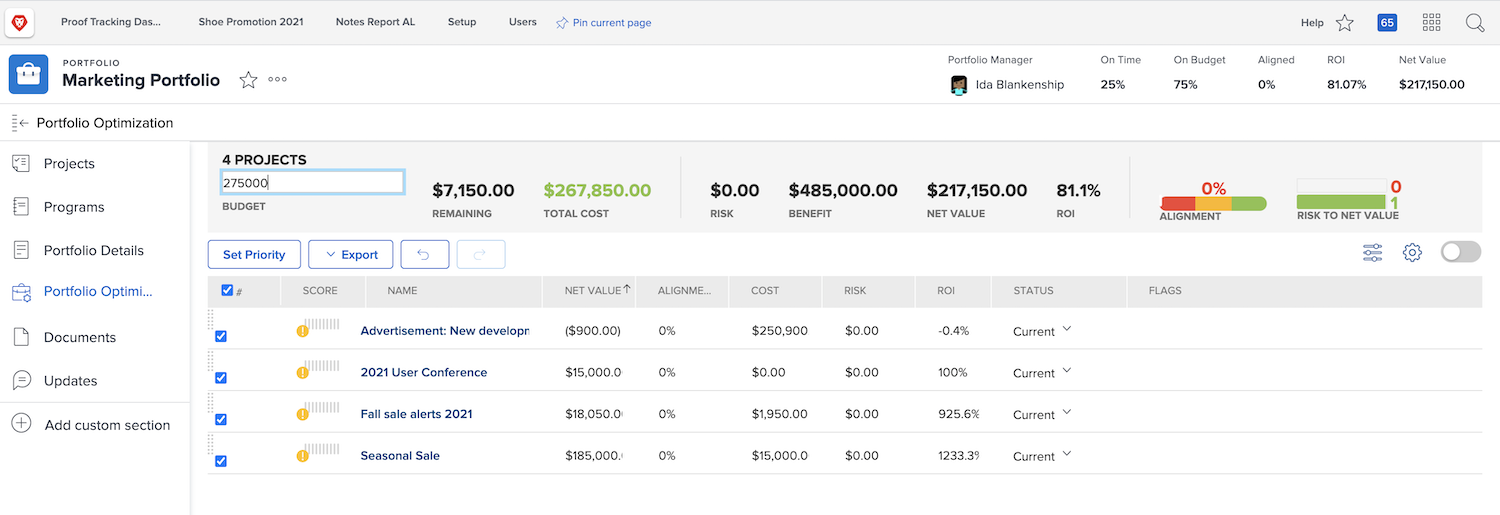 Proof Tracking Das... Shoe Promotion 2021 Notes Report AL Setup Users Pin current page Help 65
PORTFOLIO
Marketing Portfolio
Portfolio Manager On Time On Budget Aligned ROI Net Value
Ida Blankenship 25% 75% 0% 81.07% $217,150.00
Portfolio Optimization
Projects
Programs
Portfolio Details
Portfolio Optimi...
Documents
Updates
Add custom section
4 PROJECTS
275000
BUDGET
$7,150.00 $267,850.00 $0.00 $485,000.00 $217,150.00 81.1% 0% 0
REMAINING TOTAL COST RISK BENEFIT NET VALUE ROI ALIGNMENT 1
RISK TO NET VALUE
Set Priority Export
# SCORE NAME NET VALUE ALIGNME... COST RISK ROI STATUS FLAGS
Advertisement: New developn ($900.00) 0% $250,900 $0.00 -0.4% Current
2021 User Conference $15,000.0 0% $0.00 $0.00 100% Current
Fall sale alerts 2021 $18,050.0 0% $1,950.00 $0.00 925.6% Current
Seasonal Sale $185,000. 0% $15,000.0 $0.00 1233.3% Current